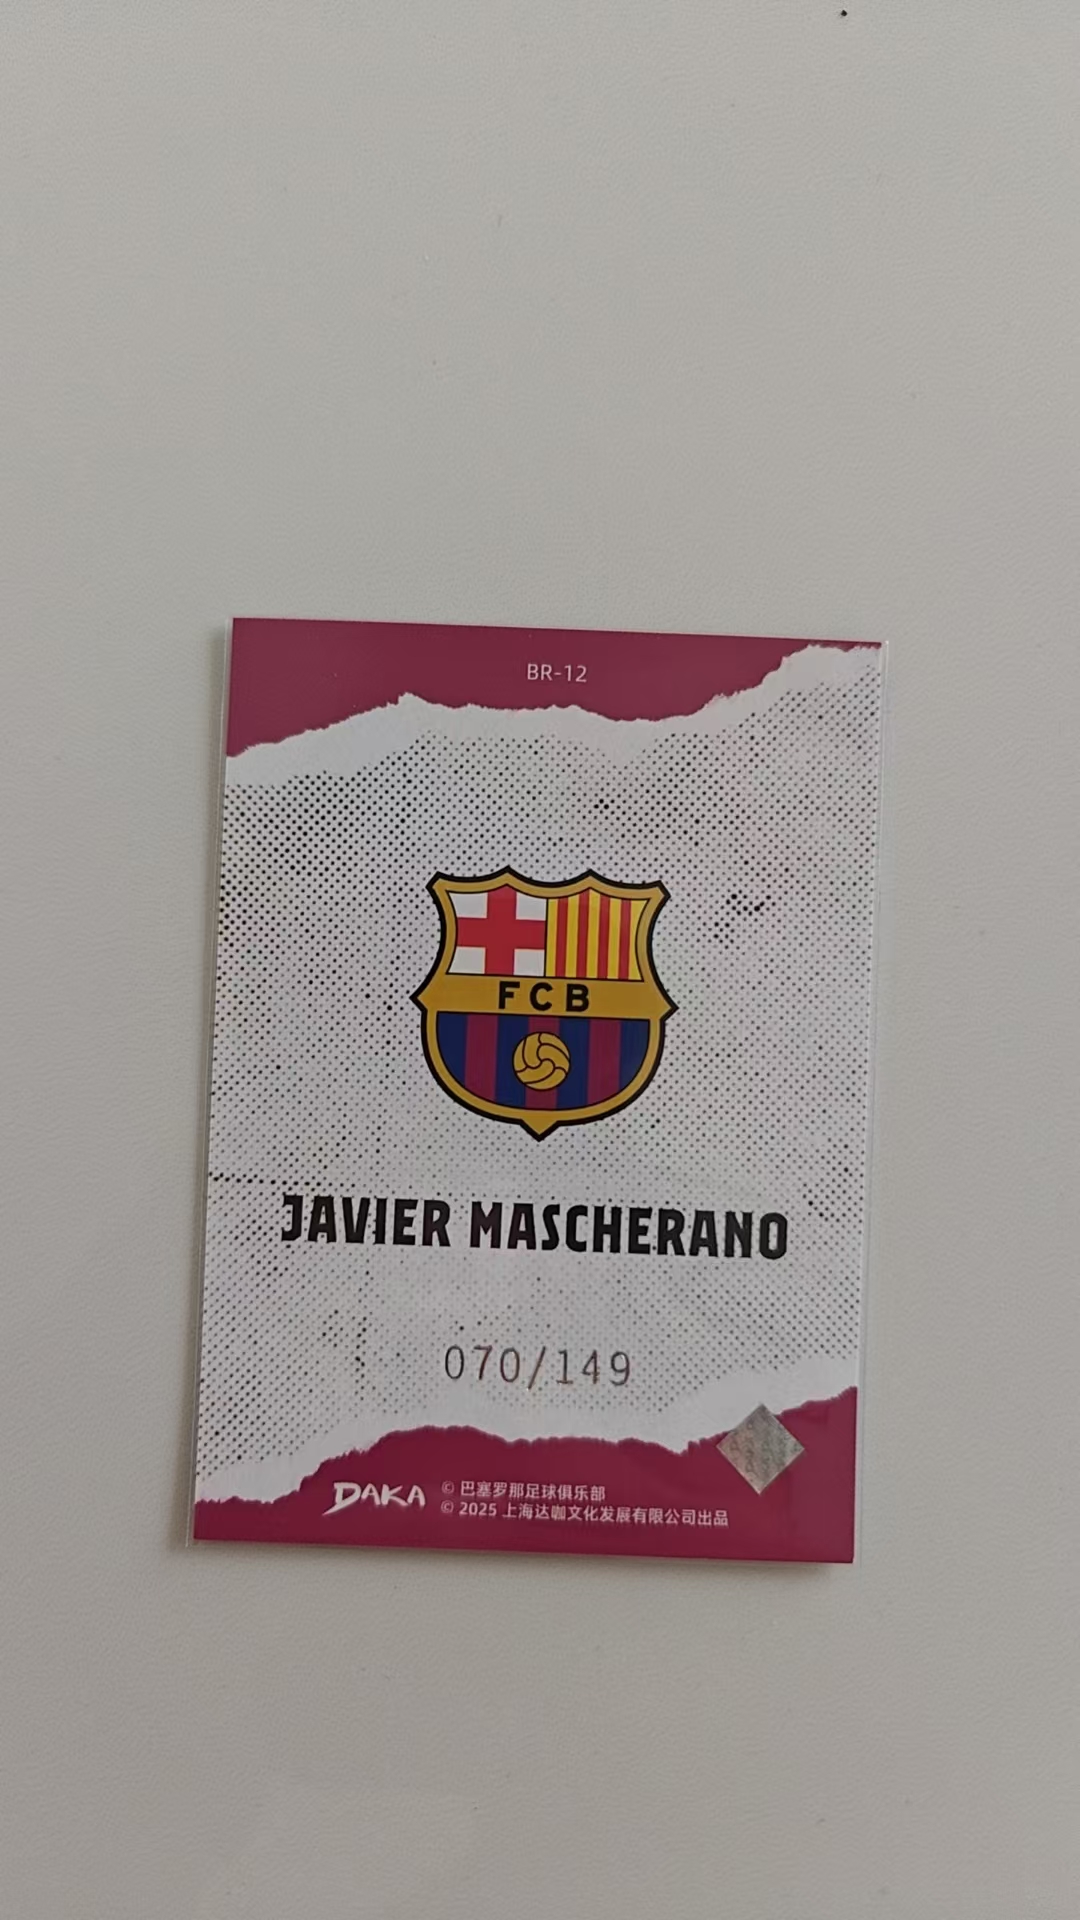 BR-12
FCB
JAVIER MASCHERANO
070/149
DAKA
© 巴塞罗那足球俱乐部
© 2025 上海达咖文化发展有限公司出品